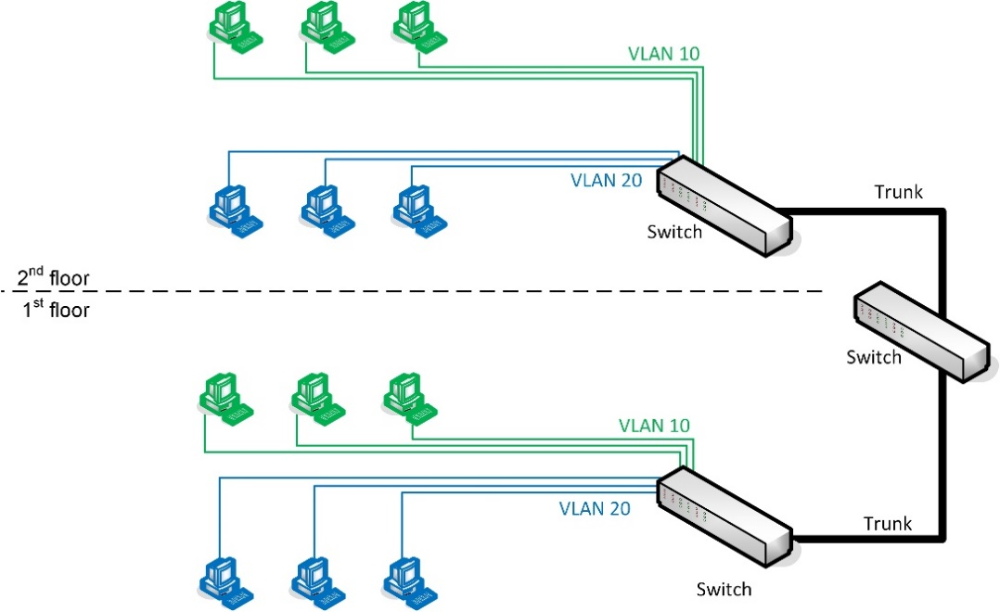 VLAN 10
VLAN 20
Trunk
Switch
2nd floor
1st floor
Switch
VLAN 10
VLAN 20
Trunk
Switch